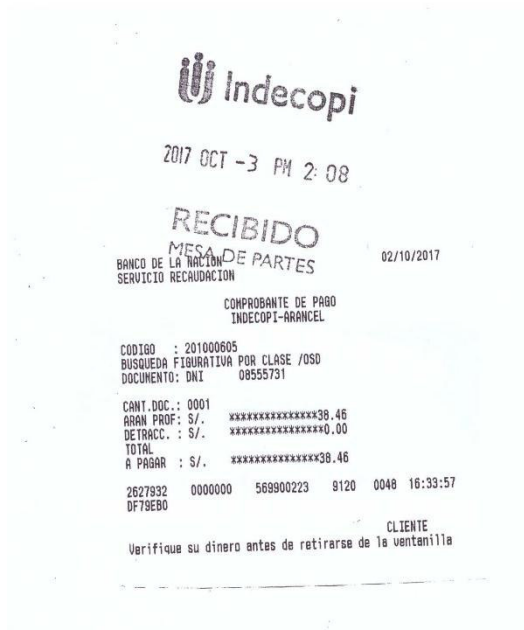 Indecopi
2017 OCT -3 PM 2: 08
RECIBIDO
MESA DE PARTES
BANCO DE LA NACION 02/10/2017
SERVICIO RECAUDACION
COMPROBANTE DE PAGO
INDECOPI-ARANCEL
CODIGO : 201000605
BUSQUEDA FIGURATIVA POR CLASE /OSD
DOCUMENTO: DNI 08555731
CANT.DOC.: 0001
ARAN PROF: S/. ***************38.46
DETRACC. : S/. ****************0.00
TOTAL
A PAGAR : S/. ***************38.46
2627932 0000000 569900223 9120 0048 16:33:57
DF79EB0
CLIENTE
Verifique su dinero antes de retirarse de la ventanilla